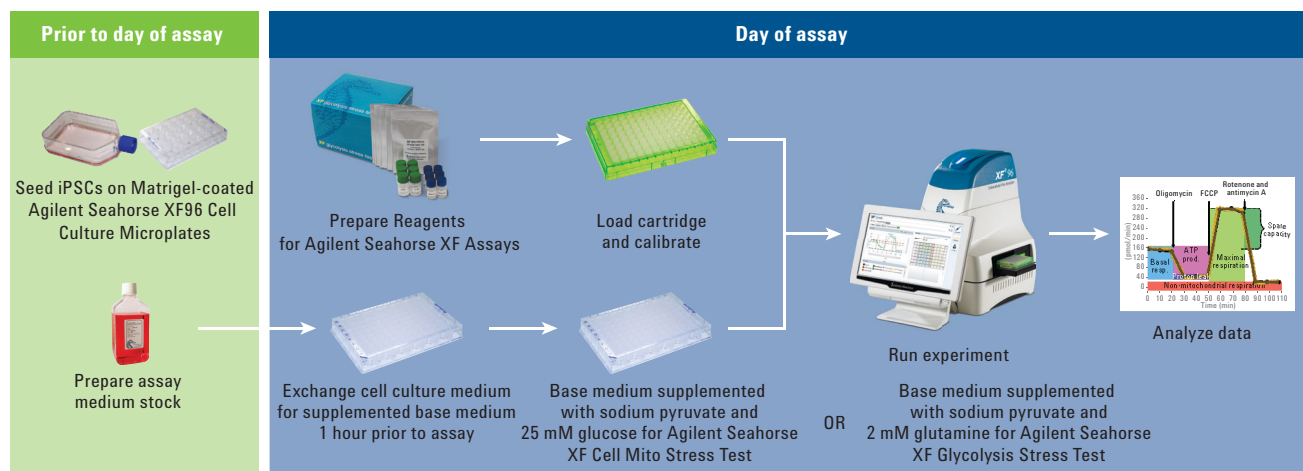 Prior to day of assay
Day of assay
Seed iPSCs on Matrigel-coated
Agilent Seahorse XF96 Cell
Culture Microplates
Prepare Reagents
for Agilent Seahorse XF Assays
Load cartridge
and calibrate
XF 96
Run experiment
Oligomycin
FCCP
Rotenone and
antimycin A
360
320
280
240
200
160
120
80
40
0
(pmol/min)
Spare
capacity
Basal
resp.
ATP
prod.
Maximal
respiration
Proton leak
Non-mitochondrial respiration
0 10 20 30 40 50 60 70 80 90 100 110
Time (min)
Analyze data
Prepare assay
medium stock
Exchange cell culture medium
for supplemented base medium
1 hour prior to assay
Base medium supplemented
with sodium pyruvate and
25 mM glucose for Agilent Seahorse
XF Cell Mito Stress Test
OR
Base medium supplemented
with sodium pyruvate and
2 mM glutamine for Agilent Seahorse
XF Glycolysis Stress Test